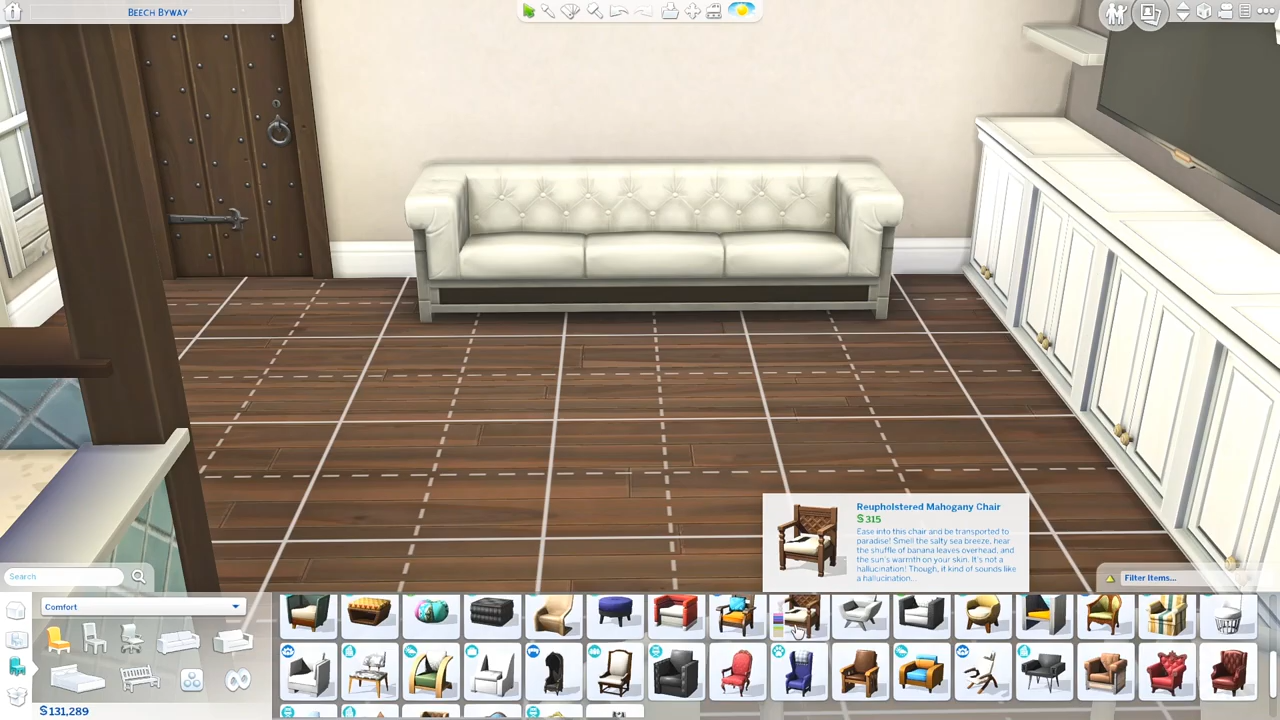 Beech Byway
Reupholstered Mahogany Chair
§315
Ease into this chair and be transported to
paradise! Smell the salty sea breeze, hear
the shuffle of banana leaves overhead, and
the sun's warmth on your skin. It's not a
hallucination! Though, it kind of sounds like
a hallucination...
Search
Filter Items...
Comfort
§131,289